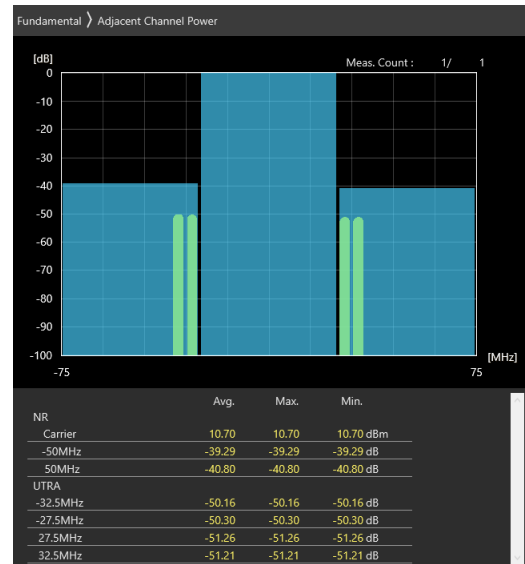 Fundamental ❭ Adjacent Channel Power
[dB]
Meas. Count : 1/ 1
0
-10
-20
-30
-40
-50
-60
-70
-80
-90
-100
[MHz]
-75 75
Avg. Max. Min.
NR
Carrier 10.70 10.70 10.70 dBm
-50MHz -39.29 -39.29 -39.29 dB
50MHz -40.80 -40.80 -40.80 dB
UTRA
-32.5MHz -50.16 -50.16 -50.16 dB
-27.5MHz -50.30 -50.30 -50.30 dB
27.5MHz -51.26 -51.26 -51.26 dB
32.5MHz -51.21 -51.21 -51.21 dB